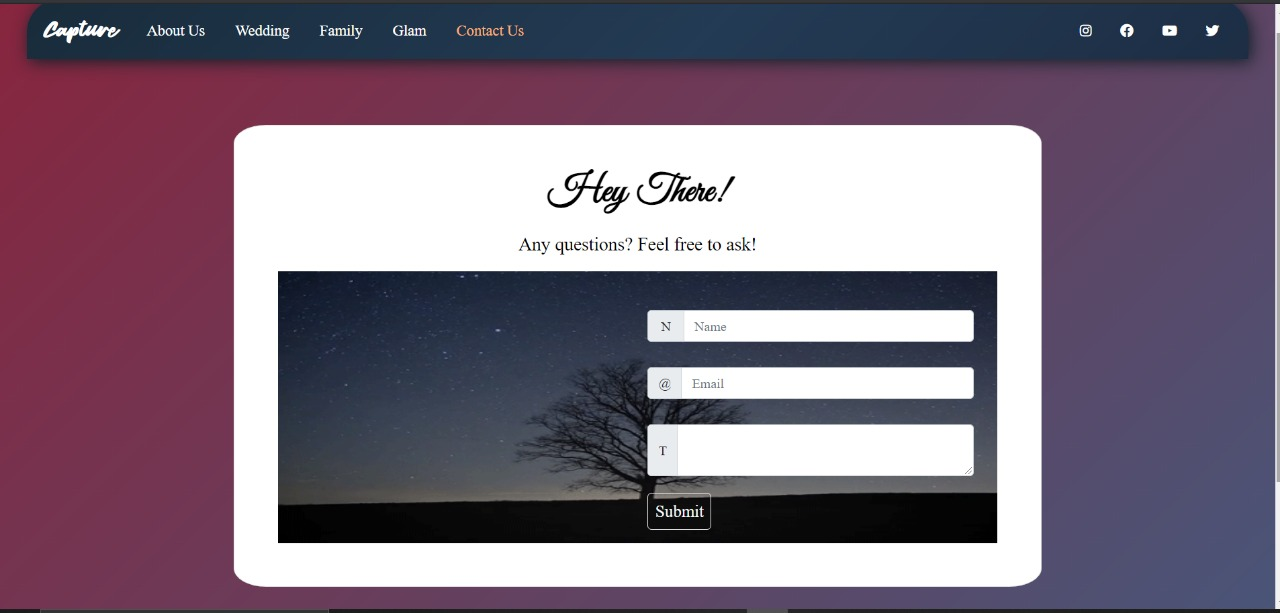 Capture About Us Wedding Family Glam Contact Us
Hey There!
Any questions? Feel free to ask!
N Name
@ Email
T
Submit